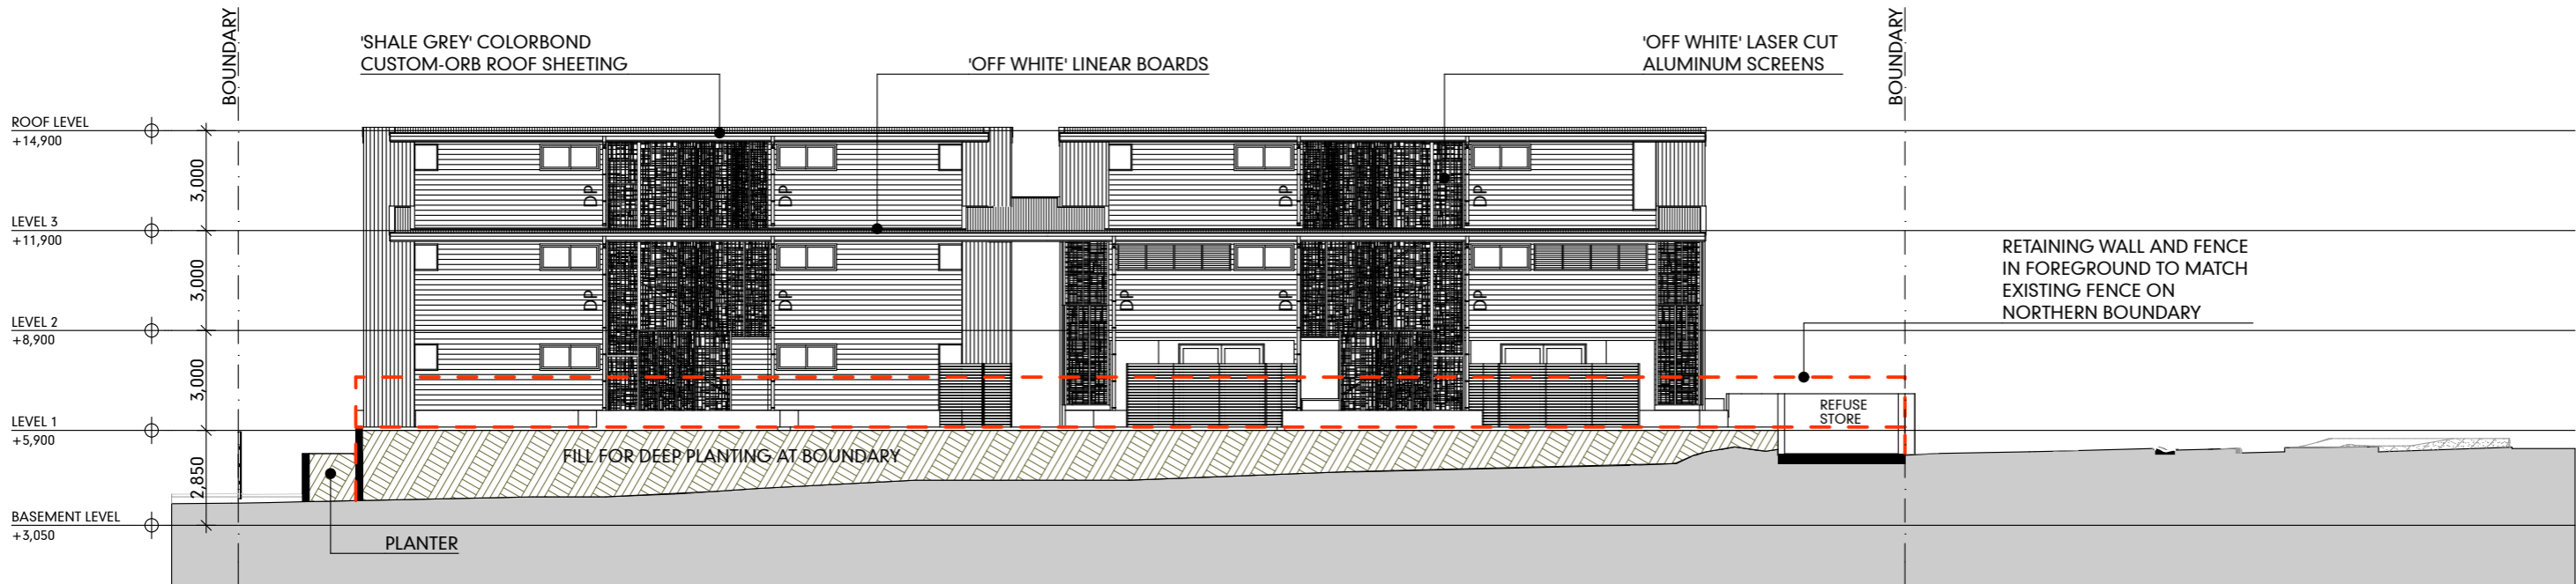 BOUNDARY
'SHALE GREY' COLORBOND
CUSTOM-ORB ROOF SHEETING
'OFF WHITE' LINEAR BOARDS
'OFF WHITE' LASER CUT
ALUMINUM SCREENS
BOUNDARY
ROOF LEVEL
+14,900
3,000
DP
DP
DP
DP
LEVEL 3
+11,900
3,000
DP
DP
DP
DP
DP
RETAINING WALL AND FENCE
IN FOREGROUND TO MATCH
EXISTING FENCE ON
NORTHERN BOUNDARY
LEVEL 2
+8,900
3,000
REFUSE
STORE
LEVEL 1
+5,900
FILL FOR DEEP PLANTING AT BOUNDARY
2,850
BASEMENT LEVEL
+3,050
PLANTER